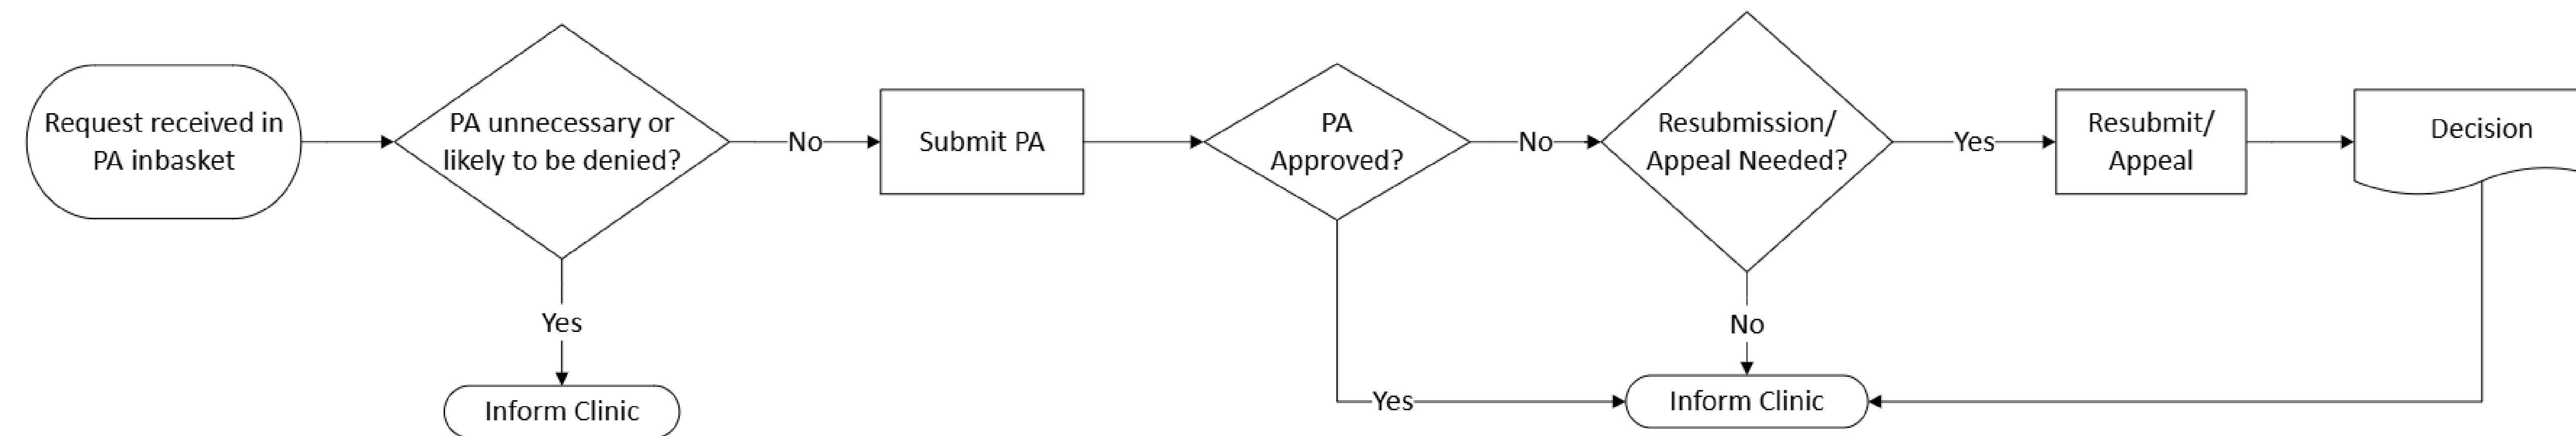 Request received in
PA inbasket
PA unnecessary or
likely to be denied?
No
Submit PA
PA
Approved?
No
Resubmission/
Appeal Needed?
Yes
Resubmit/
Appeal
Decision
Yes
Inform Clinic
No
Yes
Inform Clinic